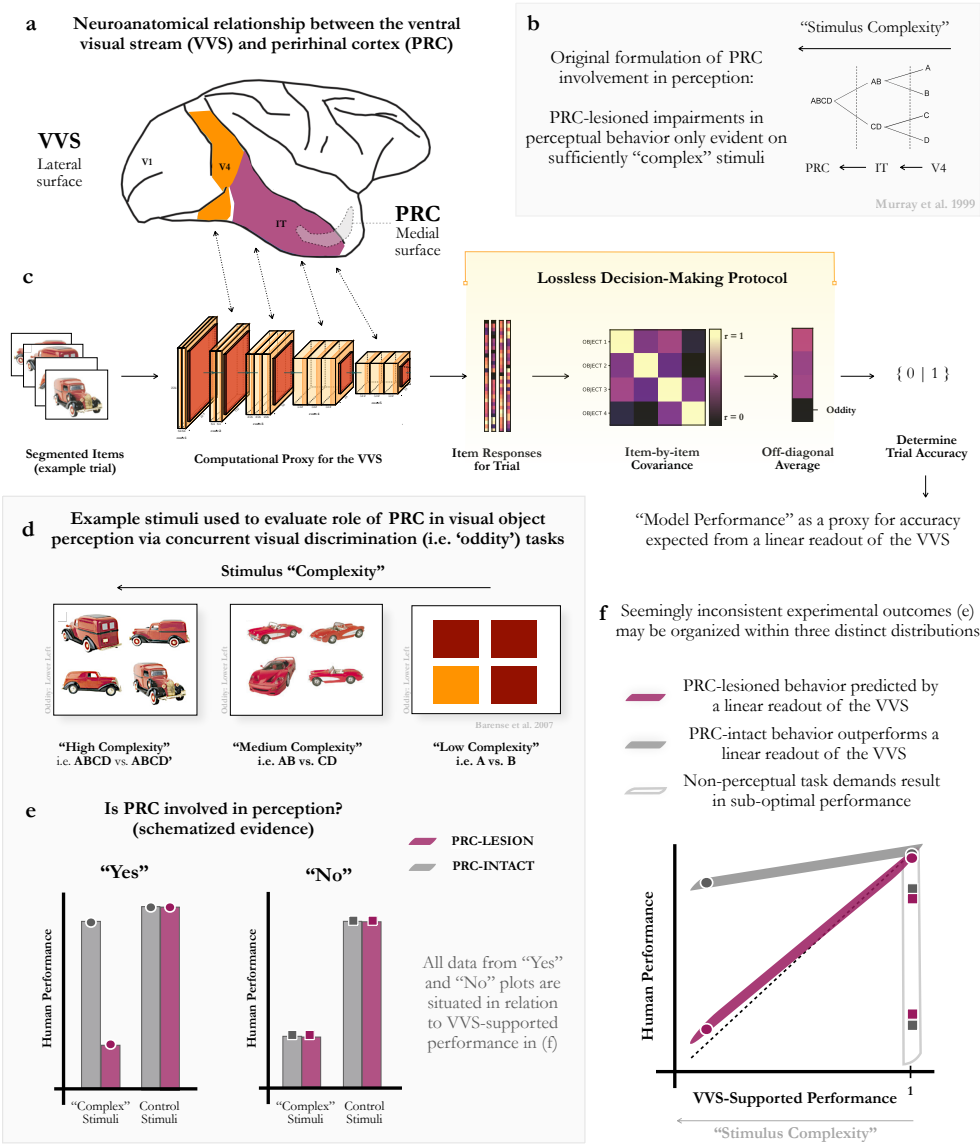 a
Neuroanatomical relationship between the ventral
visual stream (VVS) and perirhinal cortex (PRC)
VVS
Lateral
surface
V1
V4
IT
PRC
Medial
surface
b
Original formulation of PRC
involvement in perception:
PRC-lesioned impairments in
perceptual behavior only evident on
sufficiently “complex” stimuli
“Stimulus Complexity”
ABCD
AB
CD
A
B
C
D
PRC
IT
V4
Murray et al. 1999
c
Lossless Decision-Making Protocol
OBJECT 1
OBJECT 2
OBJECT 3
OBJECT 4
r = 1
r = 0
Oddity
{ 0 | 1 }
Segmented Items
(example trial)
Computational Proxy for the VVS
Item Responses
for Trial
Item-by-item
Covariance
Off-diagonal
Average
Determine
Trial Accuracy
“Model Performance” as a proxy for accuracy
expected from a linear readout of the VVS
d
Example stimuli used to evaluate role of PRC in visual object
perception via concurrent visual discrimination (i.e. ‘oddity’) tasks
Stimulus “Complexity”
Oddity: Lower Left
Oddity: Lower Left
Oddity: Lower Left
Barense et al. 2007
“High Complexity”
i.e. ABCD vs. ABCD’
“Medium Complexity”
i.e. AB vs. CD
“Low Complexity”
i.e. A vs. B
e
Is PRC involved in perception?
(schematized evidence)
PRC-LESION
PRC-INTACT
“Yes”
Human Performance
“Complex”
Stimuli
Control
Stimuli
“No”
Human Performance
“Complex”
Stimuli
Control
Stimuli
All data from “Yes”
and “No” plots are
situated in relation
to VVS-supported
performance in (f)
f
Seemingly inconsistent experimental outcomes (e)
may be organized within three distinct distributions
PRC-lesioned behavior predicted by
a linear readout of the VVS
PRC-intact behavior outperforms a
linear readout of the VVS
Non-perceptual task demands result
in sub-optimal performance
Human Performance
VVS-Supported Performance
1
“Stimulus Complexity”